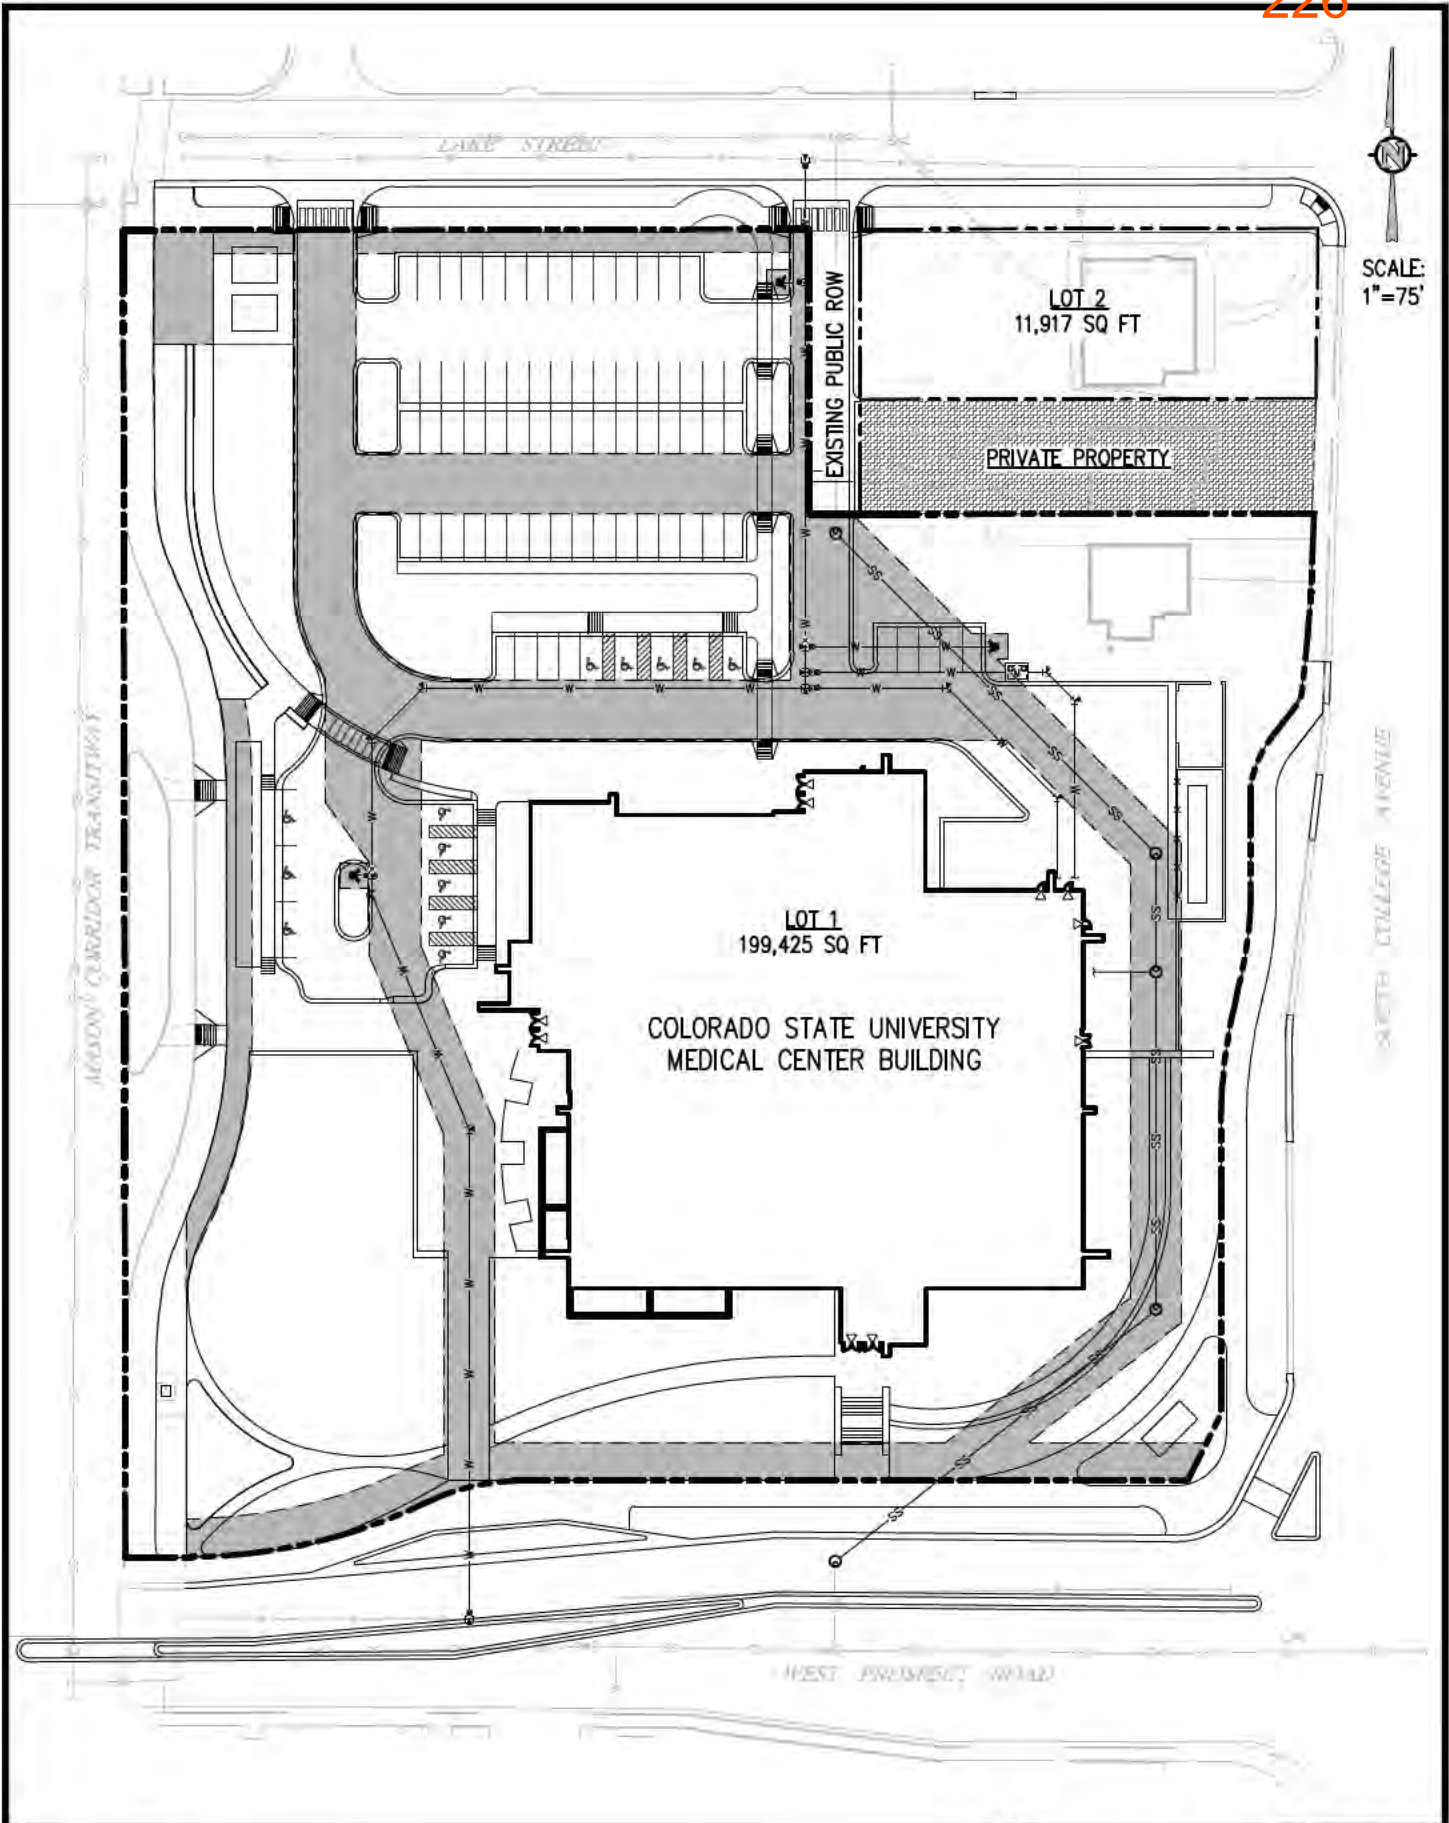 226
LAKE STREET
N
SCALE:
1"=75'
LOT 2
11,917 SQ FT
EXISTING PUBLIC ROW
PRIVATE PROPERTY
MASON CORRIDOR TRANSITWAY
SOUTH COLLEGE AVENUE
LOT 1
199,425 SQ FT
COLORADO STATE UNIVERSITY
MEDICAL CENTER BUILDING
WEST PROSPECT ROAD